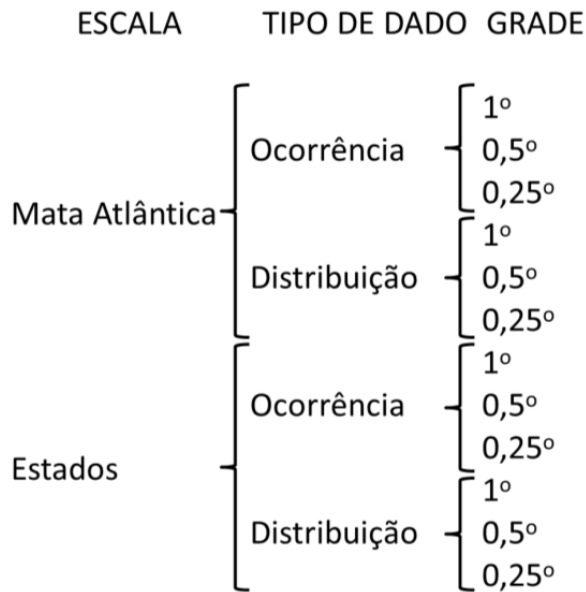 ESCALA TIPO DE DADO GRADE
Mata Atlântica
Ocorrência
1º
0,5º
0,25º
Distribuição
1º
0,5º
0,25º
Estados
Ocorrência
1º
0,5º
0,25º
Distribuição
1º
0,5º
0,25º